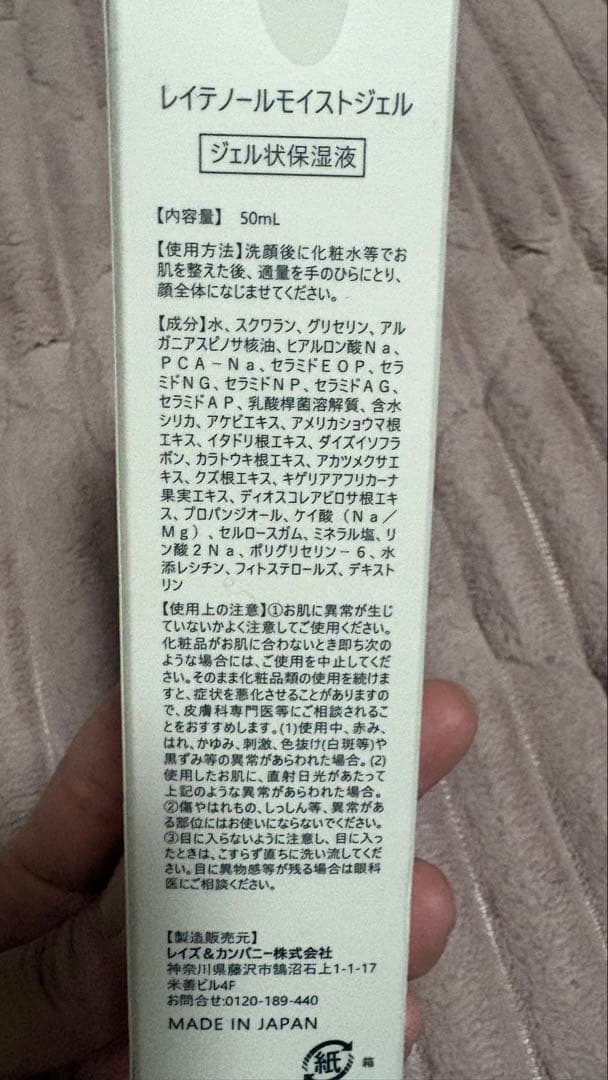 レイテノールモイストジェル
ジェル状保湿液
【内容量】 50mL
【使用方法】洗顔後に化粧水等でお
肌を整えた後、適量を手のひらにとり、
顔全体になじませてください。
【成分】水、スクワラン、グリセリン、アル
ガニアスピノサ核油、ヒアルロン酸Ｎａ、
ＰＣＡ－Ｎａ、セラミドＥＯＰ、セラ
ミドＮＧ、セラミドＮＰ、セラミドＡＧ、
セラミドＡＰ、乳酸桿菌溶解質、含水
シリカ、アケビエキス、アメリカショウマ根
エキス、イタドリ根エキス、ダイズイソフラ
ボン、カラトウキ根エキス、アカツメクサエ
キス、クズ根エキス、キゲリアアフリカーナ
果実エキス、ディオスコレアビロサ根エキ
ス、プロパンジオール、ケイ酸（Ｎａ／
Ｍｇ）、セルロースガム、ミネラル塩、リ
ン酸２Ｎａ、ポリグリセリン－６、水
添レシチン、フィトステロールズ、デキスト
リン
【使用上の注意】①お肌に異常が生じ
ていないかよく注意してご使用ください。
化粧品がお肌に合わないとき即ち次の
ような場合には、ご使用を中止してくだ
さい。そのまま化粧品類の使用を続けま
すと、症状を悪化させることがありますの
で、皮膚科専門医等にご相談されるこ
とをおすすめします。(1)使用中、赤み、
はれ、かゆみ、刺激、色抜け(白斑等)や
黒ずみ等の異常があらわれた場合。(2)
使用したお肌に、直射日光があたって
上記のような異常があらわれた場合。
②傷やはれもの、しっしん等、異常があ
る部位にはお使いにならないでください。
③目に入らないように注意し、目に入っ
たときは、こすらず直ちに洗い流してくだ
さい。目に異物感等が残る場合は眼科
医にご相談ください。
【製造販売元】
レイズ＆カンパニー株式会社
神奈川県藤沢市鵠沼石上1-1-17
米善ビル4F
お問合せ:0120-189-440
MADE IN JAPAN
紙 箱